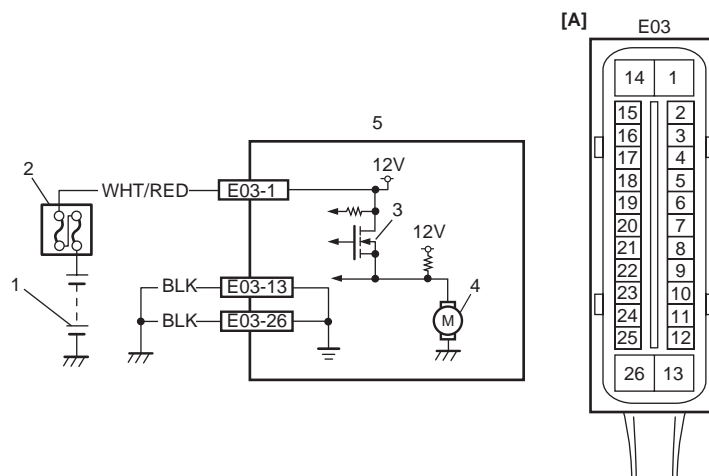 [A]
E03
14 1
15 2
16 3
17 4
18 5
19 6
20 7
21 8
22 9
23 10
24 11
25 12
26 13
5
2
WHT/RED
E03-1
12V
3
12V
1
BLK
E03-13
4
BLK
E03-26
M